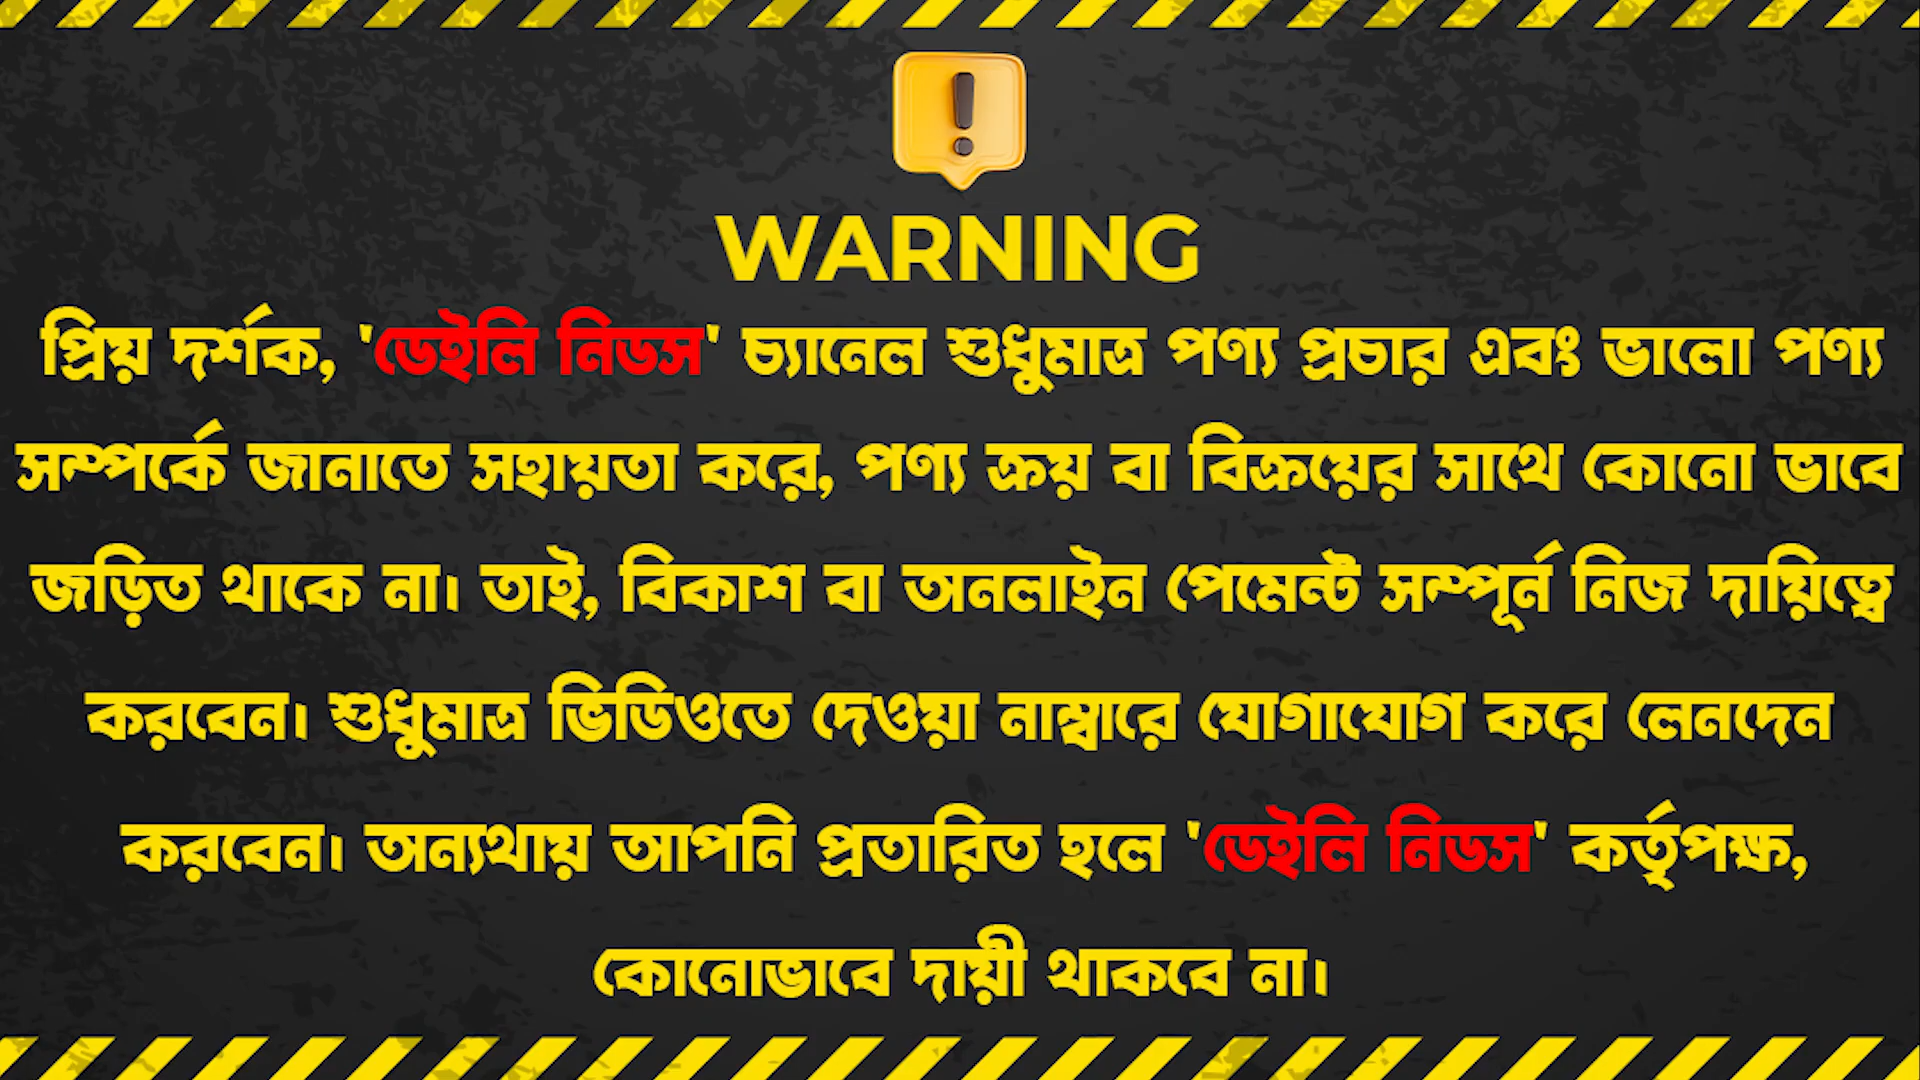 WARNING
প্রিয় দর্শক, 'ডেইলি নিডস' চ্যানেল শুধুমাত্র পণ্য প্রচার এবং ভালো পণ্য
সম্পর্কে জানাতে সহায়তা করে, পণ্য ক্রয় বা বিক্রয়ের সাথে কোনো ভাবে
জড়িত থাকে না। তাই, বিকাশ বা অনলাইন পেমেন্ট সম্পূর্ন নিজ দায়িত্বে
করবেন। শুধুমাত্র ভিডিওতে দেওয়া নাম্বারে যোগাযোগ করে লেনদেন
করবেন। অন্যথায় আপনি প্রতারিত হলে 'ডেইলি নিডস' কর্তৃপক্ষ,
কোনোভাবে দায়ী থাকবে না।